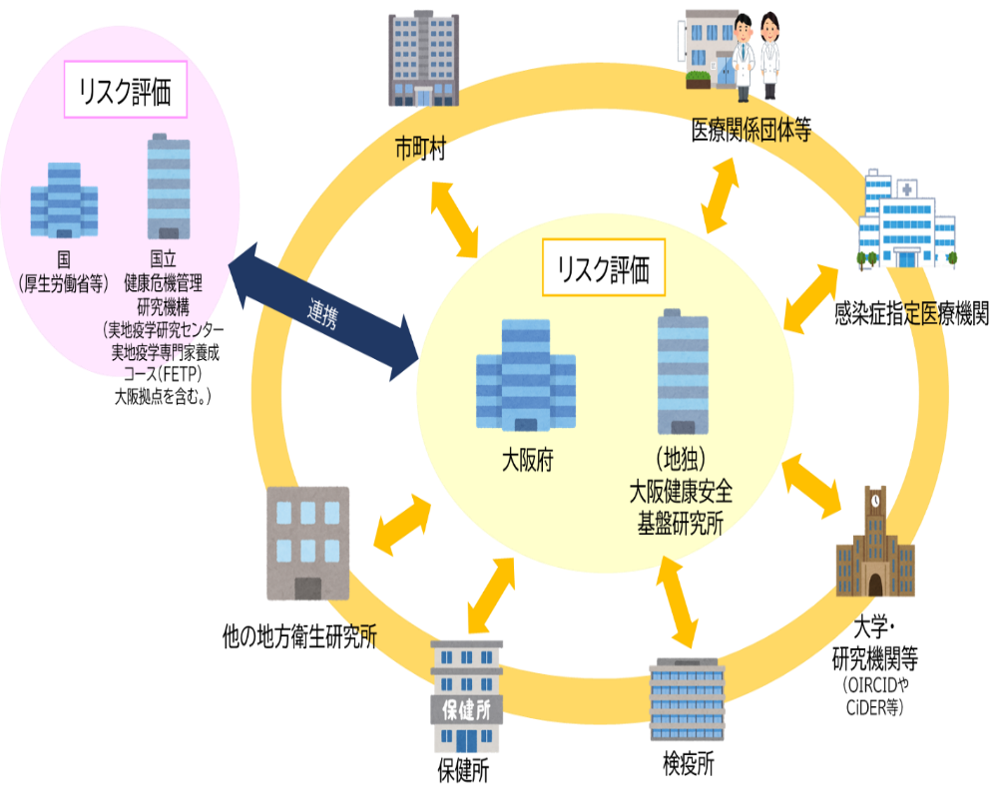 リスク評価
国
（厚生労働省等）
国立
健康危機管理
研究機構
（実地疫学研究センター
実地疫学専門家養成
コース（FETP）
大阪拠点を含む。）
連携
市町村
医療関係団体等
感染症指定医療機関
リスク評価
大阪府
（地独）
大阪健康安全
基盤研究所
大学・
研究機関等
（OIRCIDや
CiDER等）
他の地方衛生研究所
保健所
保健所
検疫所